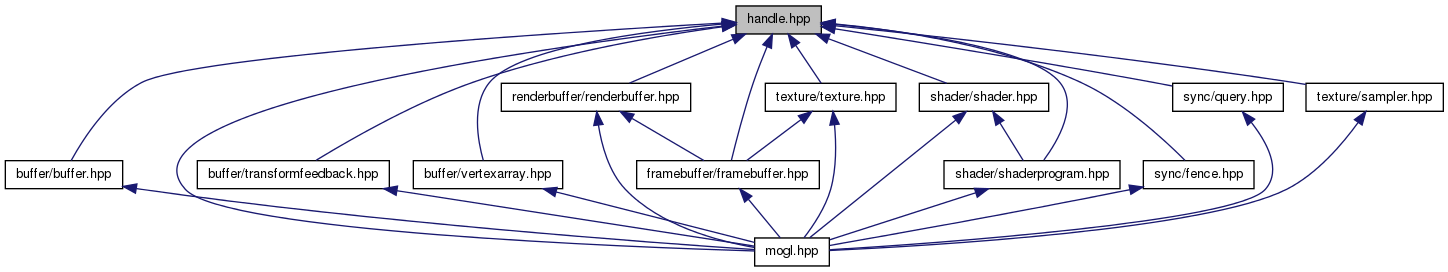 handle.hpp
renderbuffer/renderbuffer.hpp
texture/texture.hpp
shader/shader.hpp
sync/query.hpp
texture/sampler.hpp
buffer/buffer.hpp
buffer/transformfeedback.hpp
buffer/vertexarray.hpp
framebuffer/framebuffer.hpp
shader/shaderprogram.hpp
sync/fence.hpp
mogl.hpp